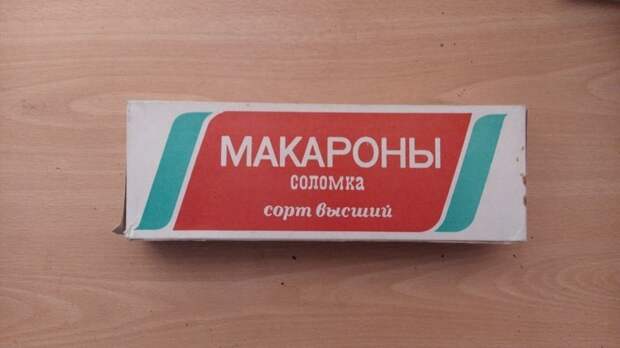 МАКАРОНЫ
соломка
сорт высший